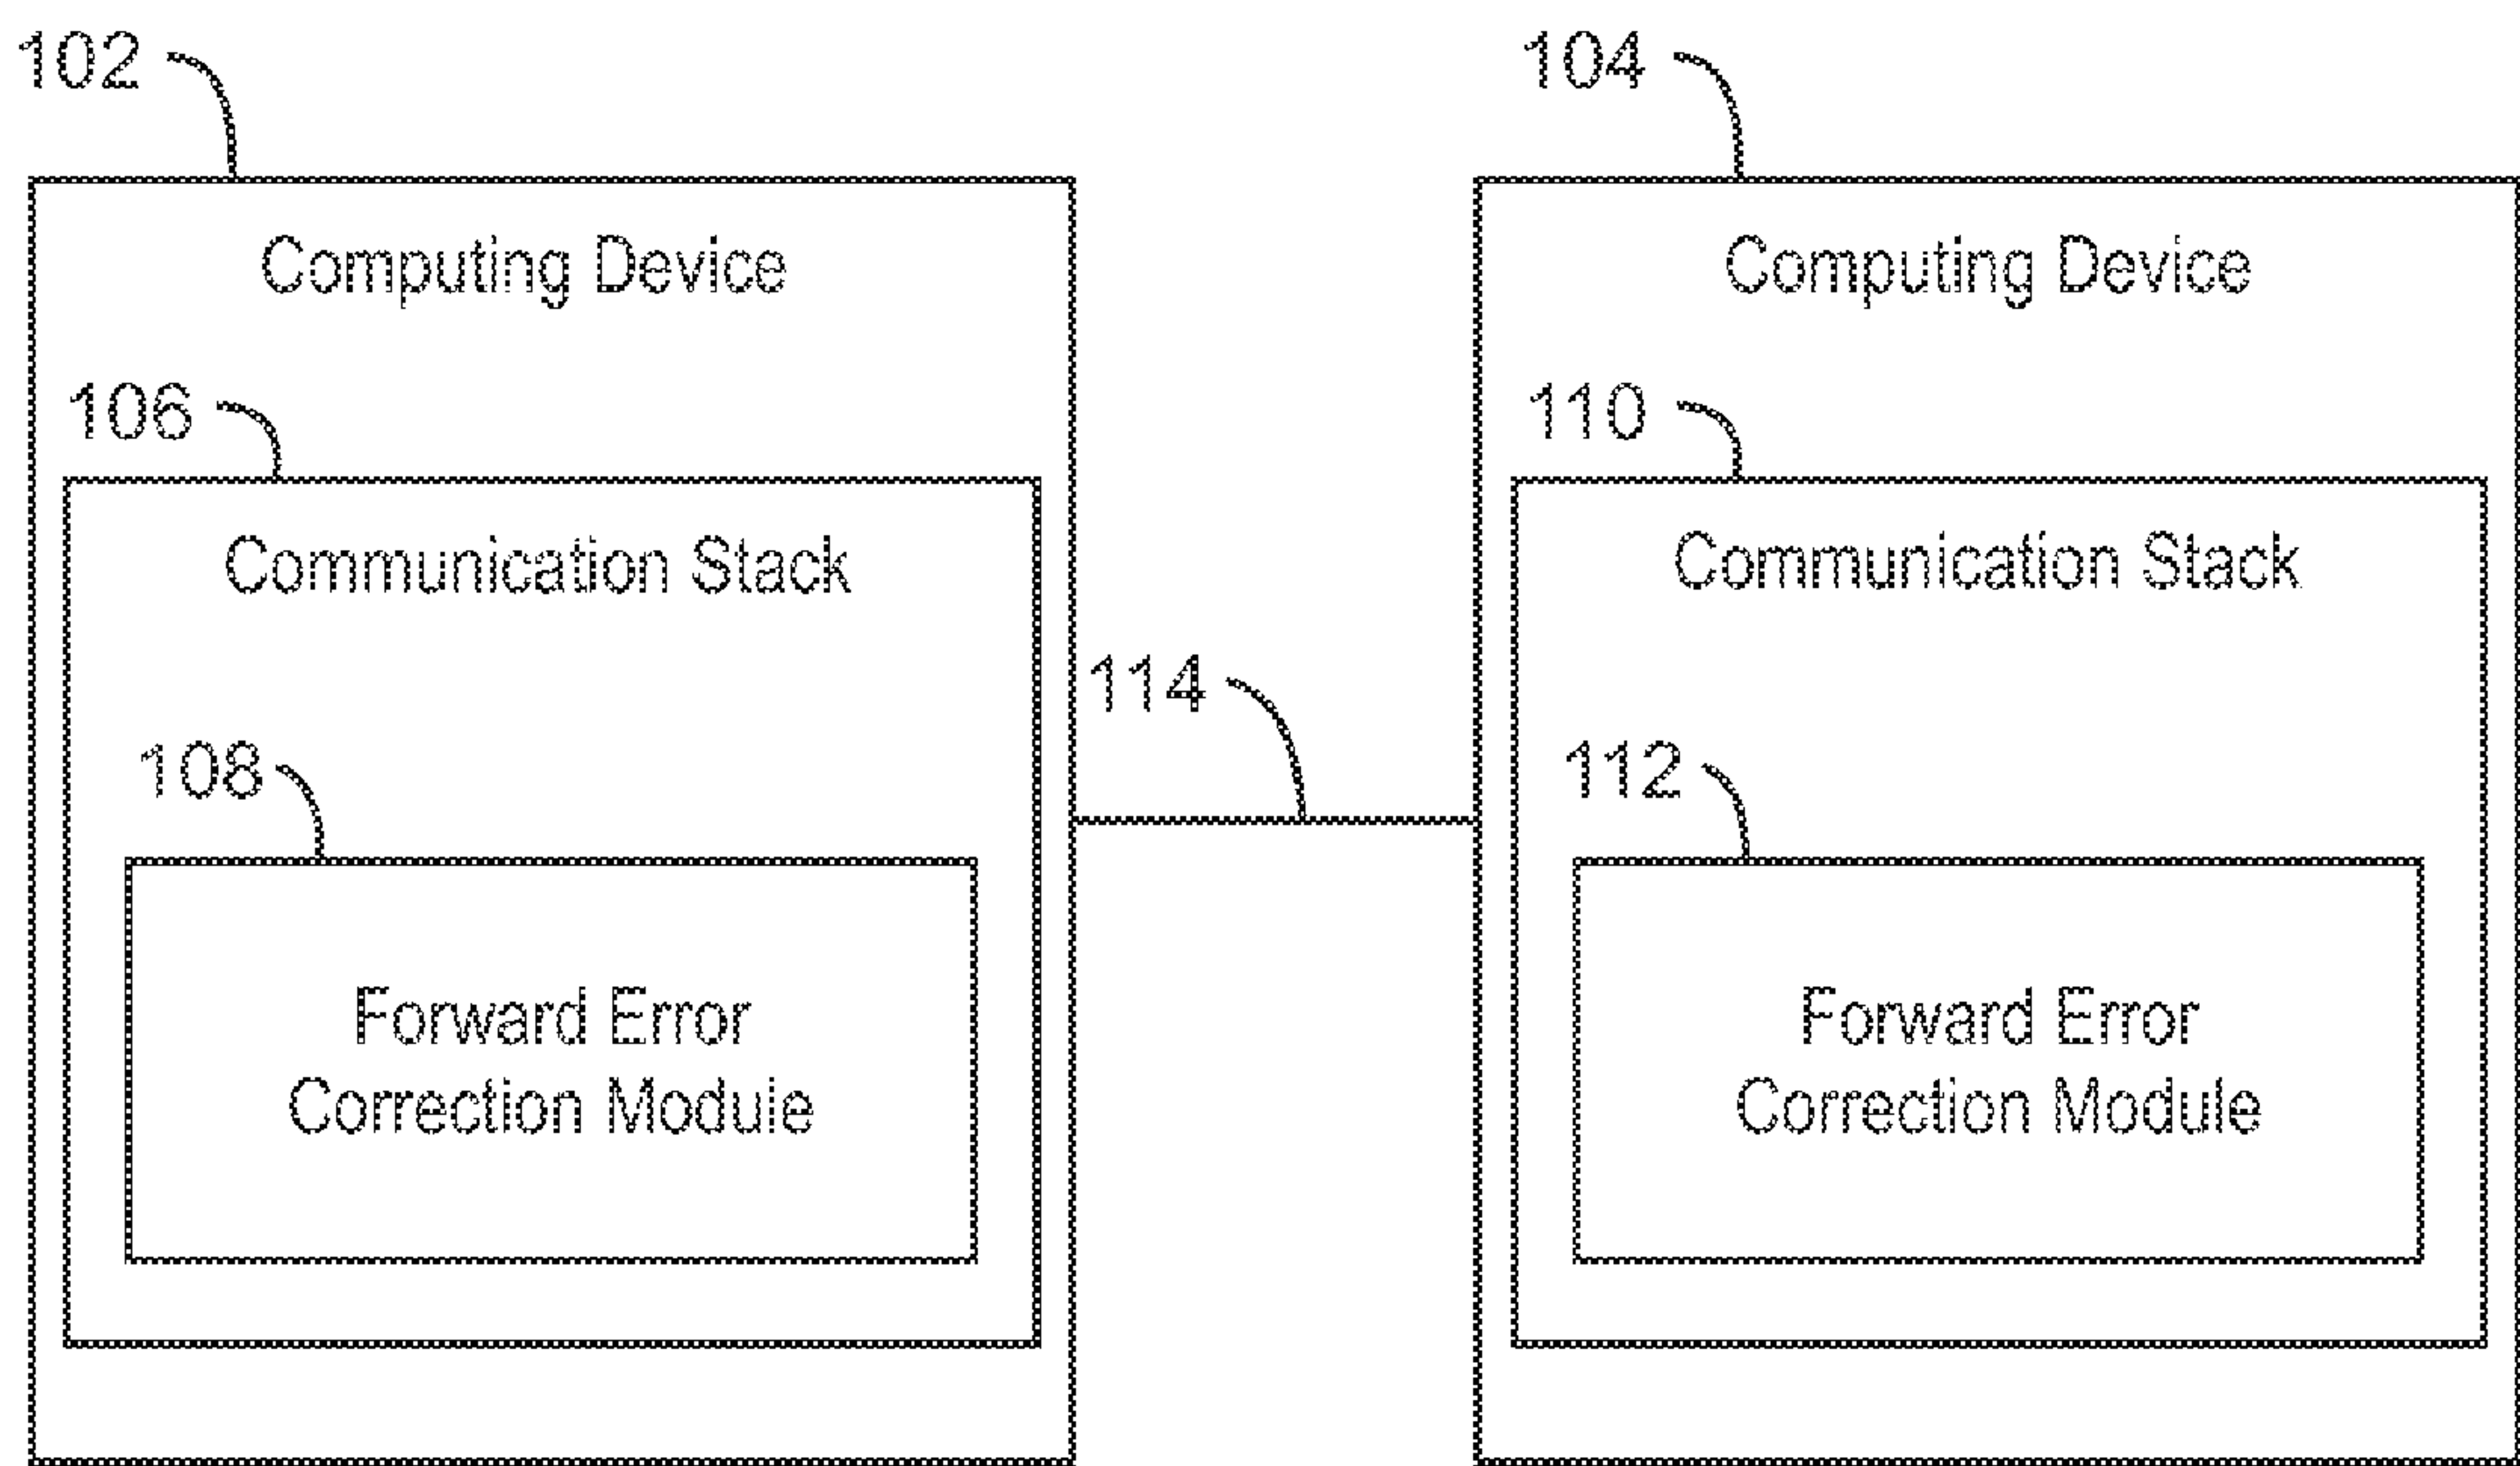 102
104
Computing Device
Computing Device
106
110
Communication Stack
Communication Stack
114
108
112
Forward Error
Correction Module
Forward Error
Correction Module